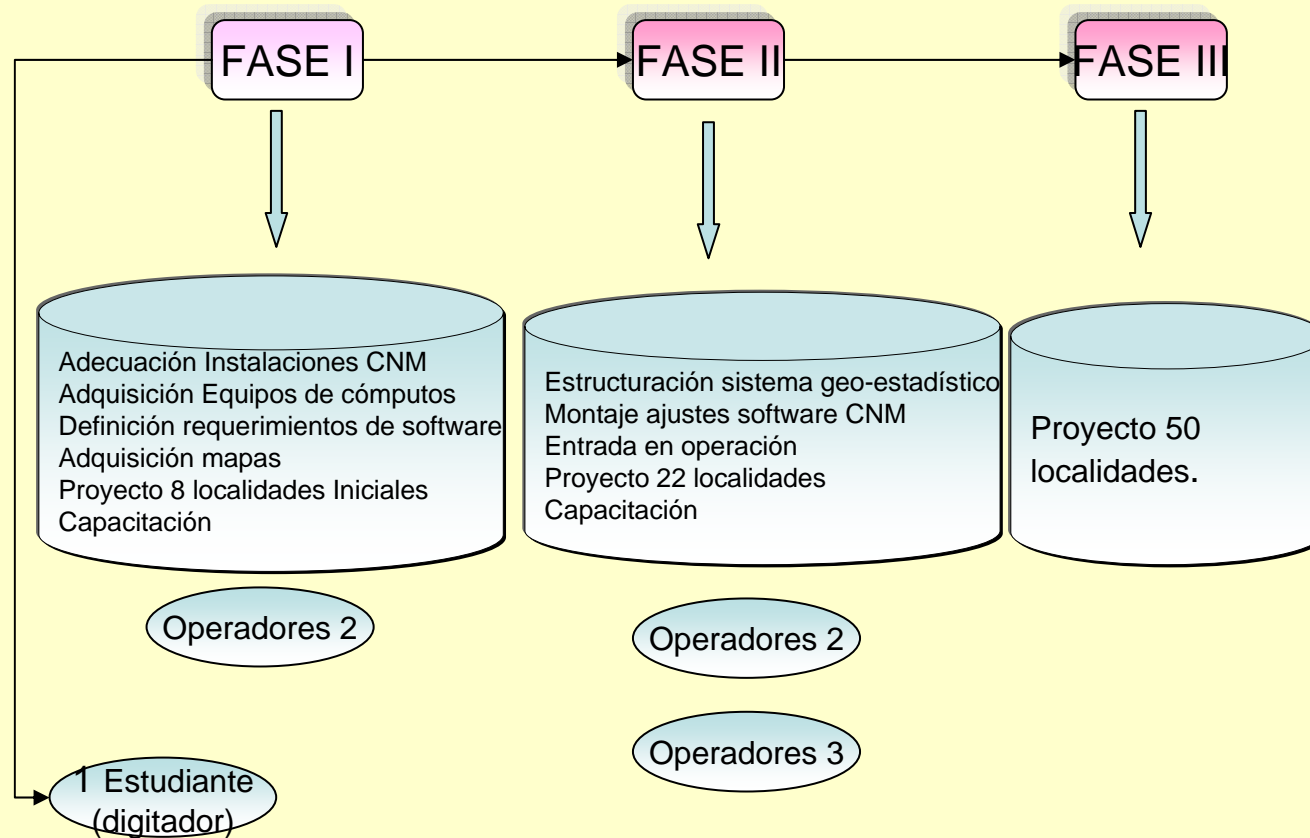 FASE I
FASE II
FASE III
Adecuación Instalaciones CNM
Adquisición Equipos de cómputos
Definición requerimientos de software
Adquisición mapas
Proyecto 8 localidades Iniciales
Capacitación
Estructuración sistema geo-estadístico
Montaje ajustes software CNM
Entrada en operación
Proyecto 22 localidades
Capacitación
Proyecto 50
localidades.
Operadores 2
Operadores 2
Operadores 3
1 Estudiante
(digitador)